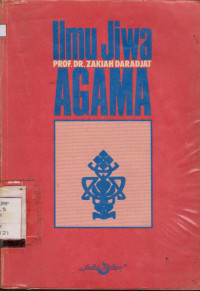 Ilmu Jiwa
PROF. DR. ZAKIAH DARADJAT
AGAMA